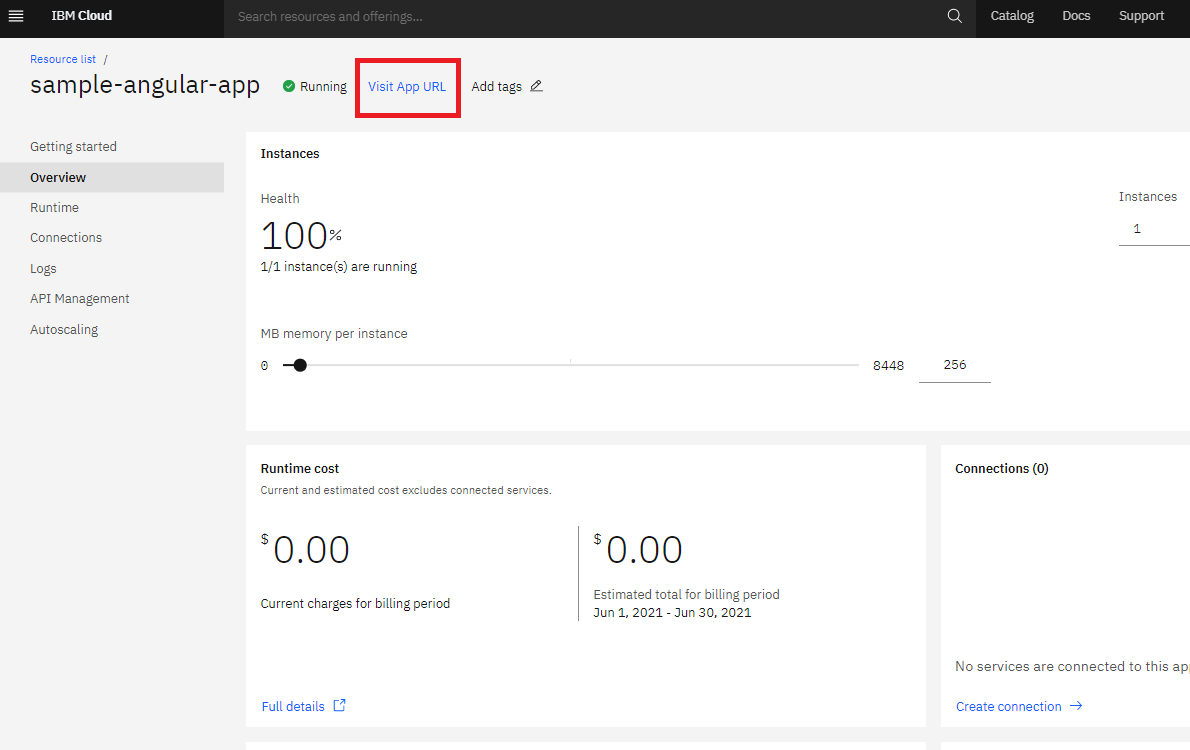 IBM Cloud
Search resources and offerings...
Catalog
Docs
Support
Resource list /
sample-angular-app
Running
Visit App URL
Add tags
Getting started
Overview
Runtime
Connections
Logs
API Management
Autoscaling
Instances
Health
100%
1/1 instance(s) are running
Instances
1
MB memory per instance
0
8448
256
Runtime cost
Current and estimated cost excludes connected services.
$0.00
Current charges for billing period
$0.00
Estimated total for billing period
Jun 1, 2021 - Jun 30, 2021
Full details
Connections (0)
No services are connected to this
Create connection